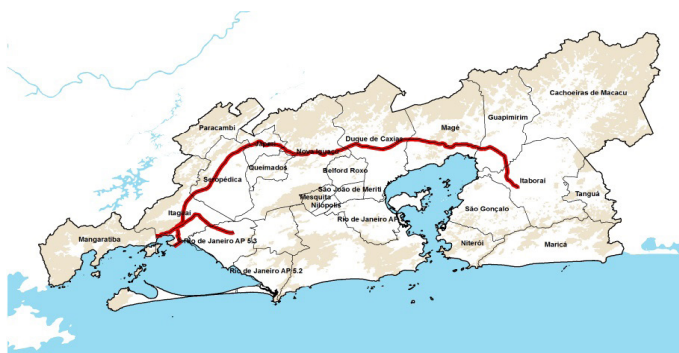 Cachoeiras de Macacu
Guapimirim
Paracambi
Magé
Duque de Caxias
Japeri
Nova Iguaçu
Queimados
Belford Roxo
Seropédica
Itaboraí
São João de Meriti
Tanguá
Mesquita
Nilópolis
São Gonçalo
Itaguaí
Rio de Janeiro AP
Mangaratiba
Rio de Janeiro AP 5.3
Niterói
Maricá
Rio de Janeiro AP 5.2